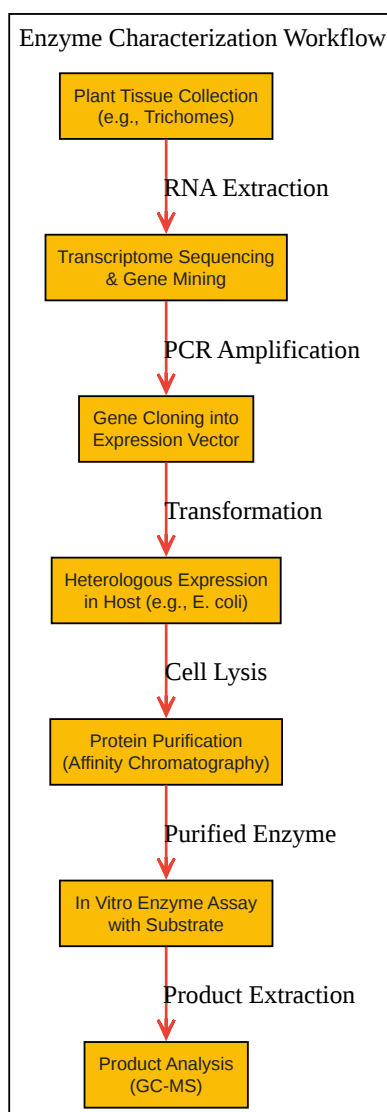 Enzyme Characterization Workflow
Plant Tissue Collection
(e.g., Trichomes)
RNA Extraction
Transcriptome Sequencing
& Gene Mining
PCR Amplification
Gene Cloning into
Expression Vector
Transformation
Heterologous Expression
in Host (e.g., E. coli)
Cell Lysis
Protein Purification
(Affinity Chromatography)
Purified Enzyme
In Vitro Enzyme Assay
with Substrate
Product Extraction
Product Analysis
(GC-MS)